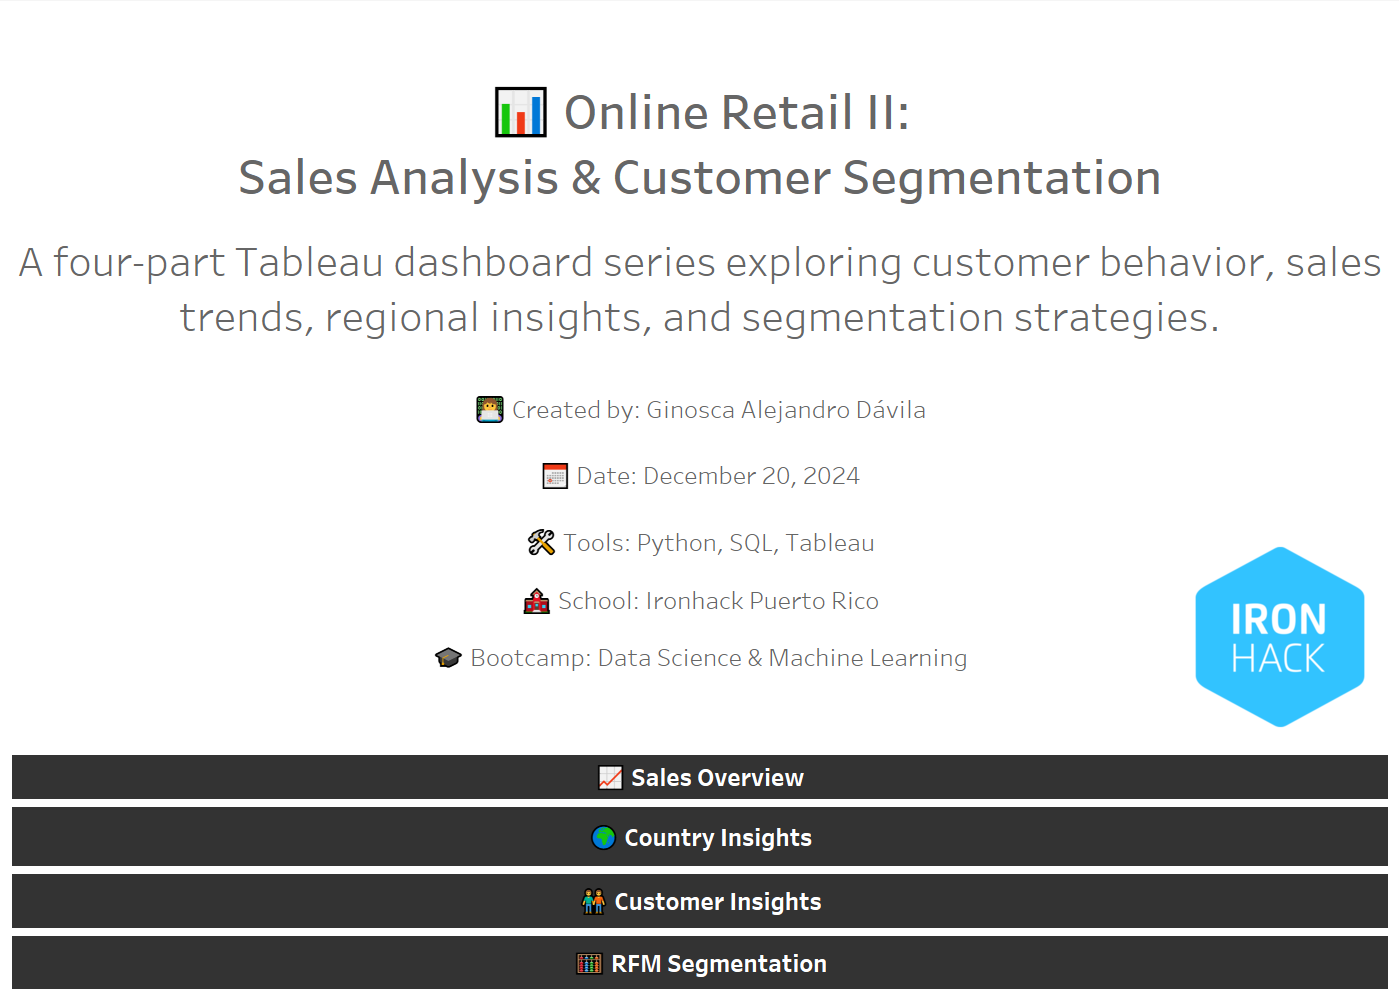 📊 Online Retail II:
Sales Analysis & Customer Segmentation
A four-part Tableau dashboard series exploring customer behavior, sales
trends, regional insights, and segmentation strategies.
Created by: Ginosca Alejandro Dávila
Date: December 20, 2024
Tools: Python, SQL, Tableau
School: Ironhack Puerto Rico
Bootcamp: Data Science & Machine Learning
IRON
HACK
Sales Overview
Country Insights
Customer Insights
RFM Segmentation